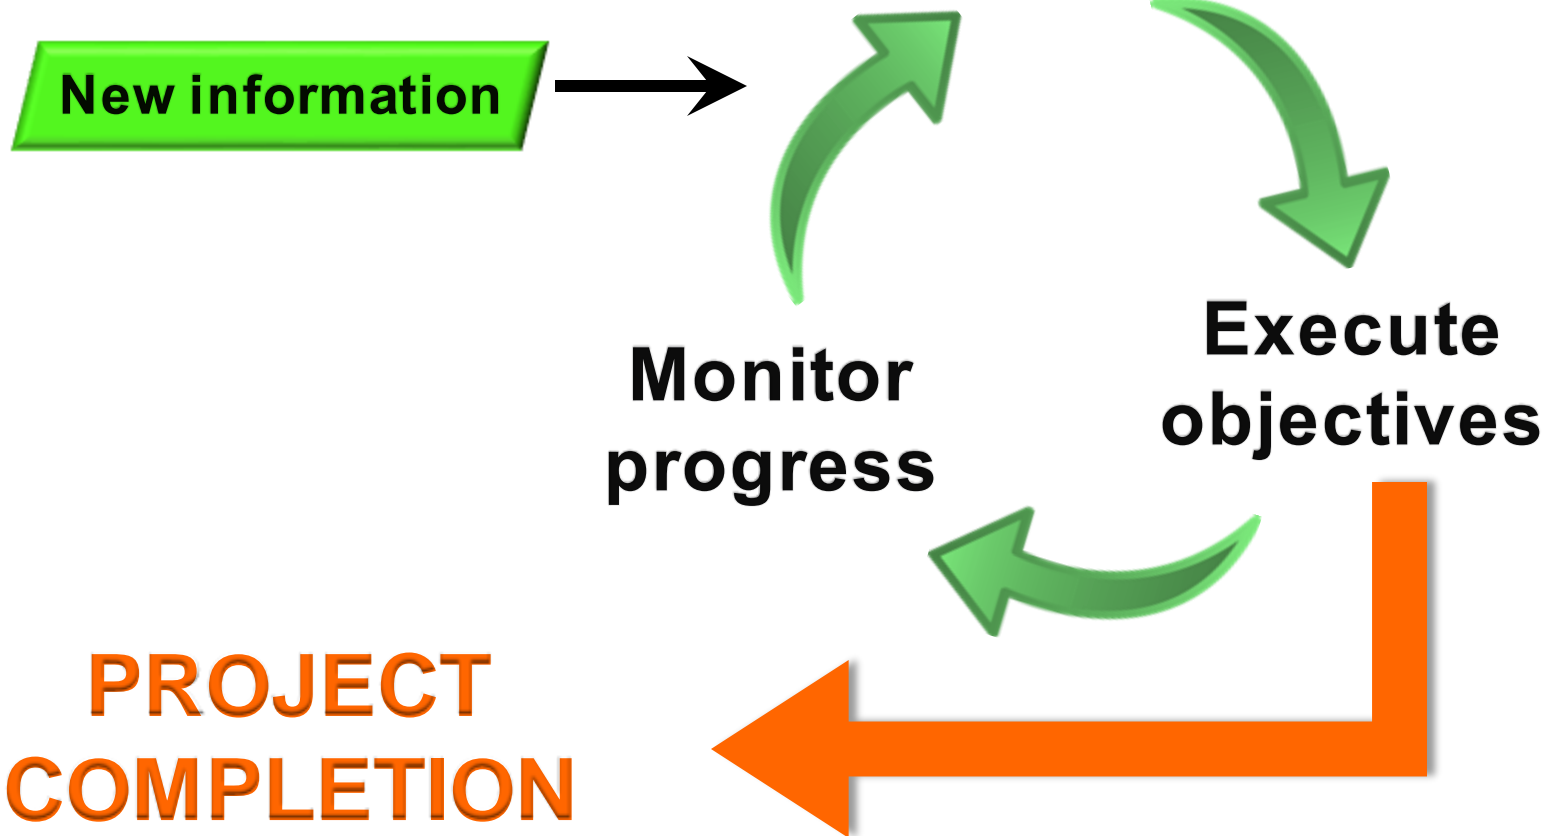 New information
Monitor
progress
Execute
objectives
PROJECT
COMPLETION